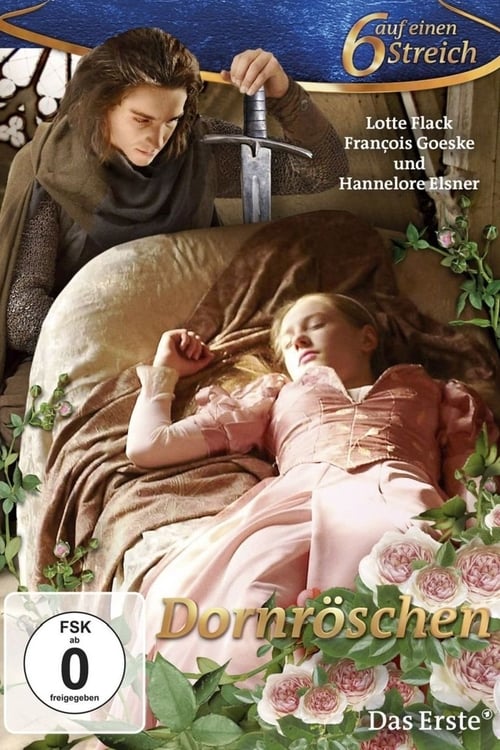 6 auf einen
Streich
Lotte Flack
François Goeske
und
Hannelore Elsner
Dornröschen
FSK
ab
0
freigegeben
Das Erste